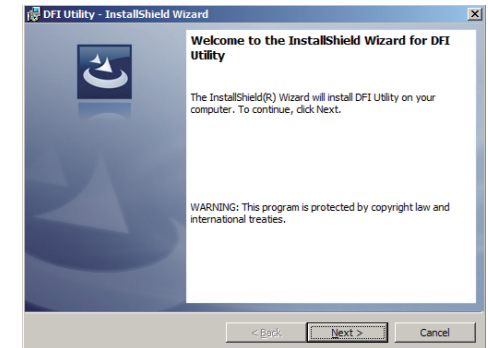 DFI Utility - InstallShield Wizard
Welcome to the InstallShield Wizard for DFI
Utility
The InstallShield(R) Wizard will install DFI Utility on your
computer. To continue, click Next.
WARNING: This program is protected by copyright law and
international treaties.
< Back
Next >
Cancel